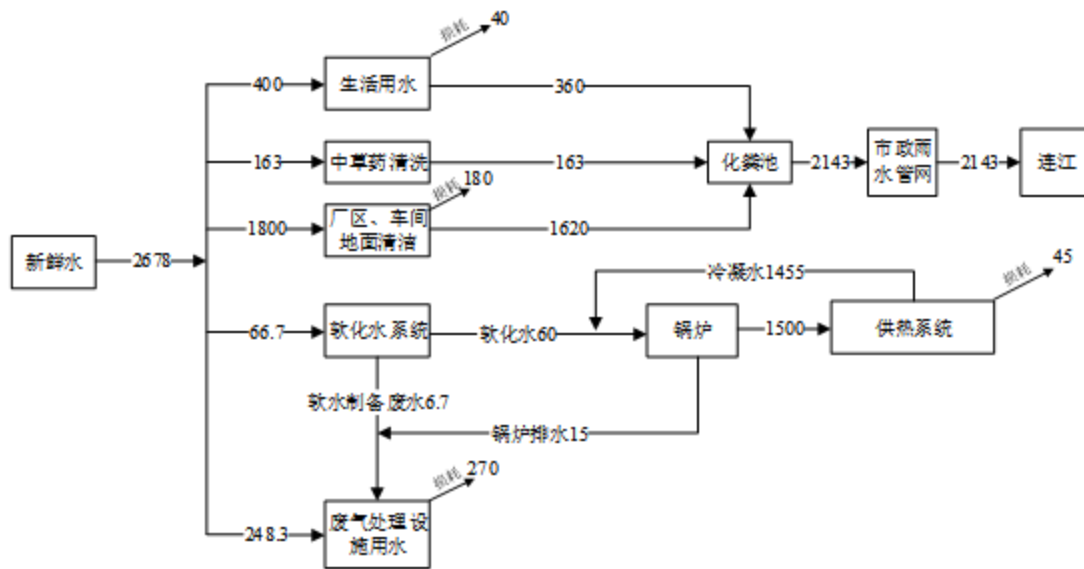 损耗 40
400
生活用水
360
163
中草药清洗
163
化粪池
2143
市政雨
水管网
2143
连江
损耗 180
1800
厂区、车间
地面清洁
1620
新鲜水
2678
冷凝水1455
损耗 45
66.7
软化水系统
软化水60
锅炉
1500
供热系统
软水制备废水6.7
锅炉排水15
损耗 270
248.3
废气处理设
施用水